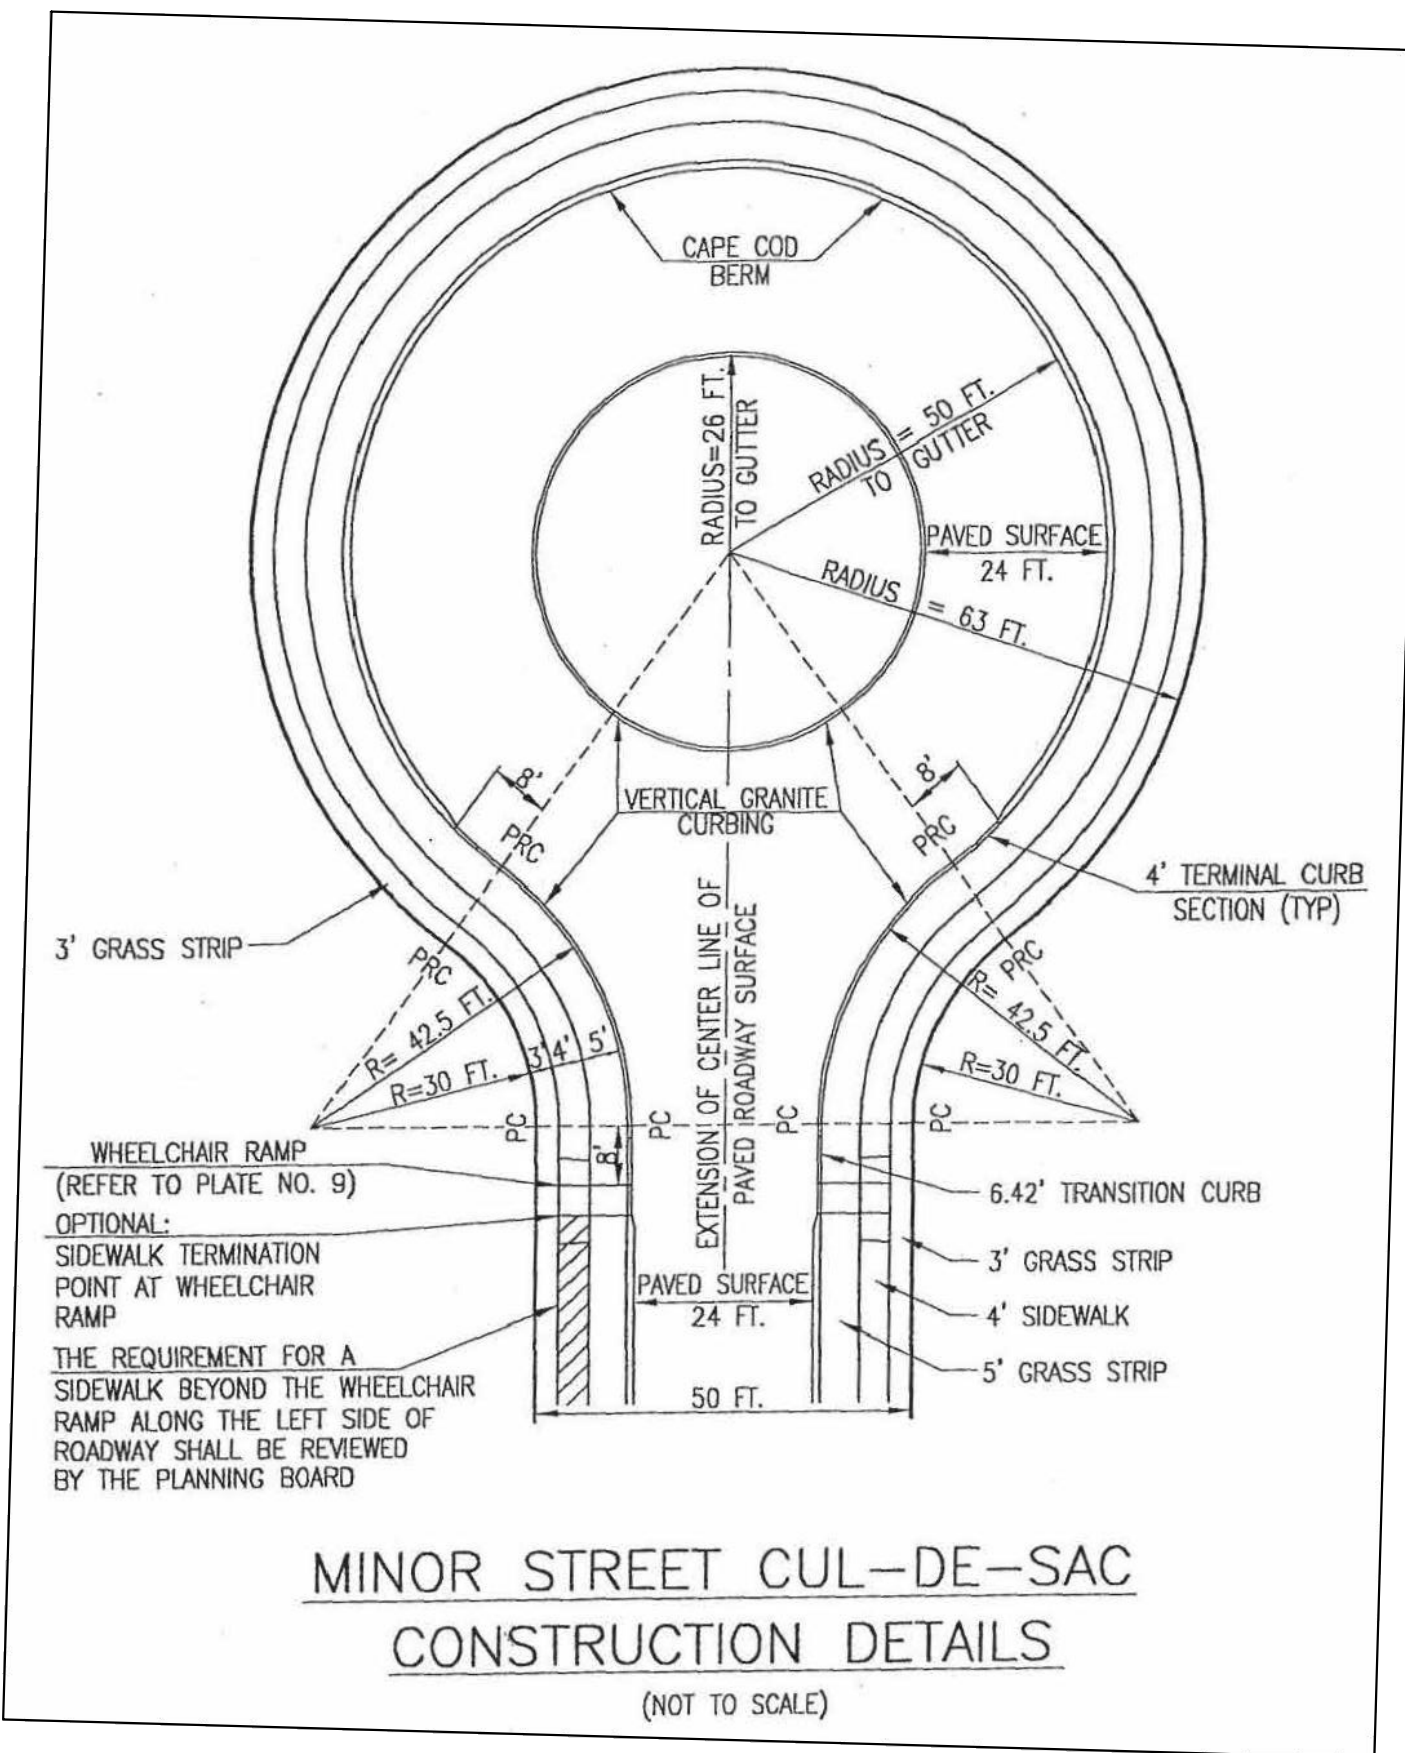 CAPE COD
BERM
RADIUS=26 FT.
TO GUTTER
RADIUS = 50 FT.
TO GUTTER
PAVED SURFACE
24 FT.
RADIUS = 63 FT.
8'
8'
VERTICAL GRANITE
CURBING
PRC
PRC
4' TERMINAL CURB
SECTION (TYP)
3' GRASS STRIP
PRC
PRC
EXTENSION OF CENTER LINE OF
PAVED ROADWAY SURFACE
R= 42.5 FT.
R= 42.5 FT.
3' 4' 5'
R=30 FT.
R=30 FT.
PC
PC
PC
PC
8'
WHEELCHAIR RAMP
(REFER TO PLATE NO. 9)
6.42' TRANSITION CURB
OPTIONAL:
SIDEWALK TERMINATION
POINT AT WHEELCHAIR
RAMP
3' GRASS STRIP
PAVED SURFACE
24 FT.
4' SIDEWALK
5' GRASS STRIP
THE REQUIREMENT FOR A
SIDEWALK BEYOND THE WHEELCHAIR
RAMP ALONG THE LEFT SIDE OF
ROADWAY SHALL BE REVIEWED
BY THE PLANNING BOARD
50 FT.
MINOR STREET CUL-DE-SAC
CONSTRUCTION DETAILS
(NOT TO SCALE)